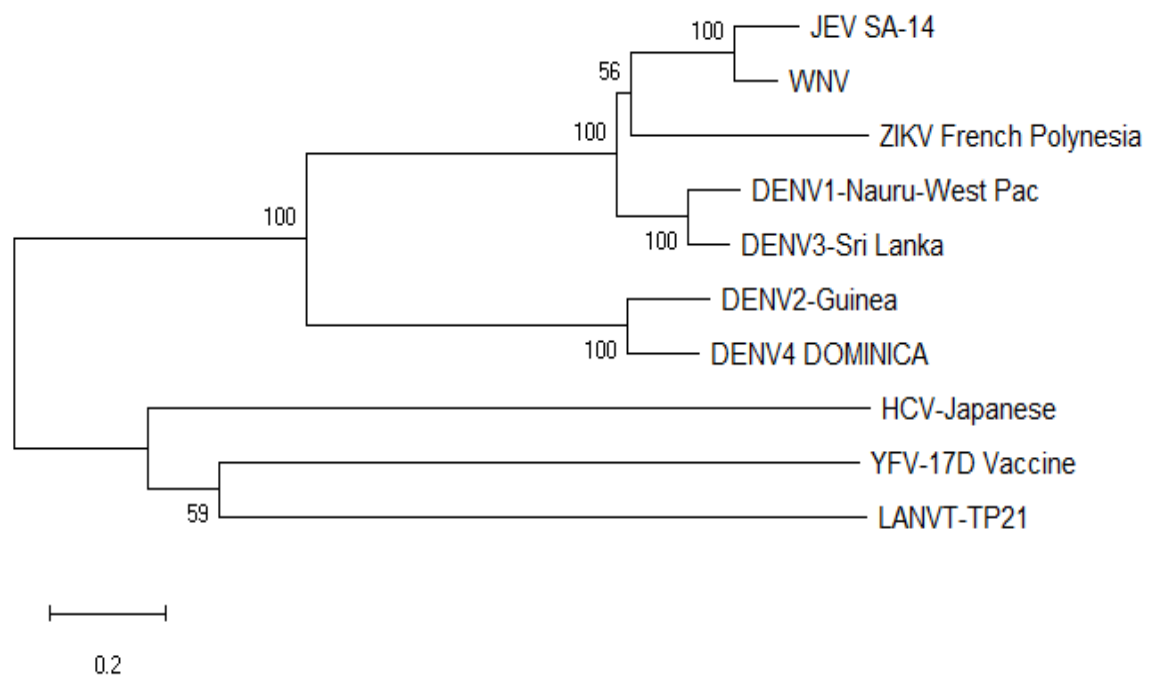 100
JEV SA-14
56
WNV
100
ZIKV French Polynesia
100
DENV1-Nauru-West Pac
100
DENV3-Sri Lanka
DENV2-Guinea
100
DENV4 DOMINICA
HCV-Japanese
YFV-17D Vaccine
59
LANVT-TP21
0.2